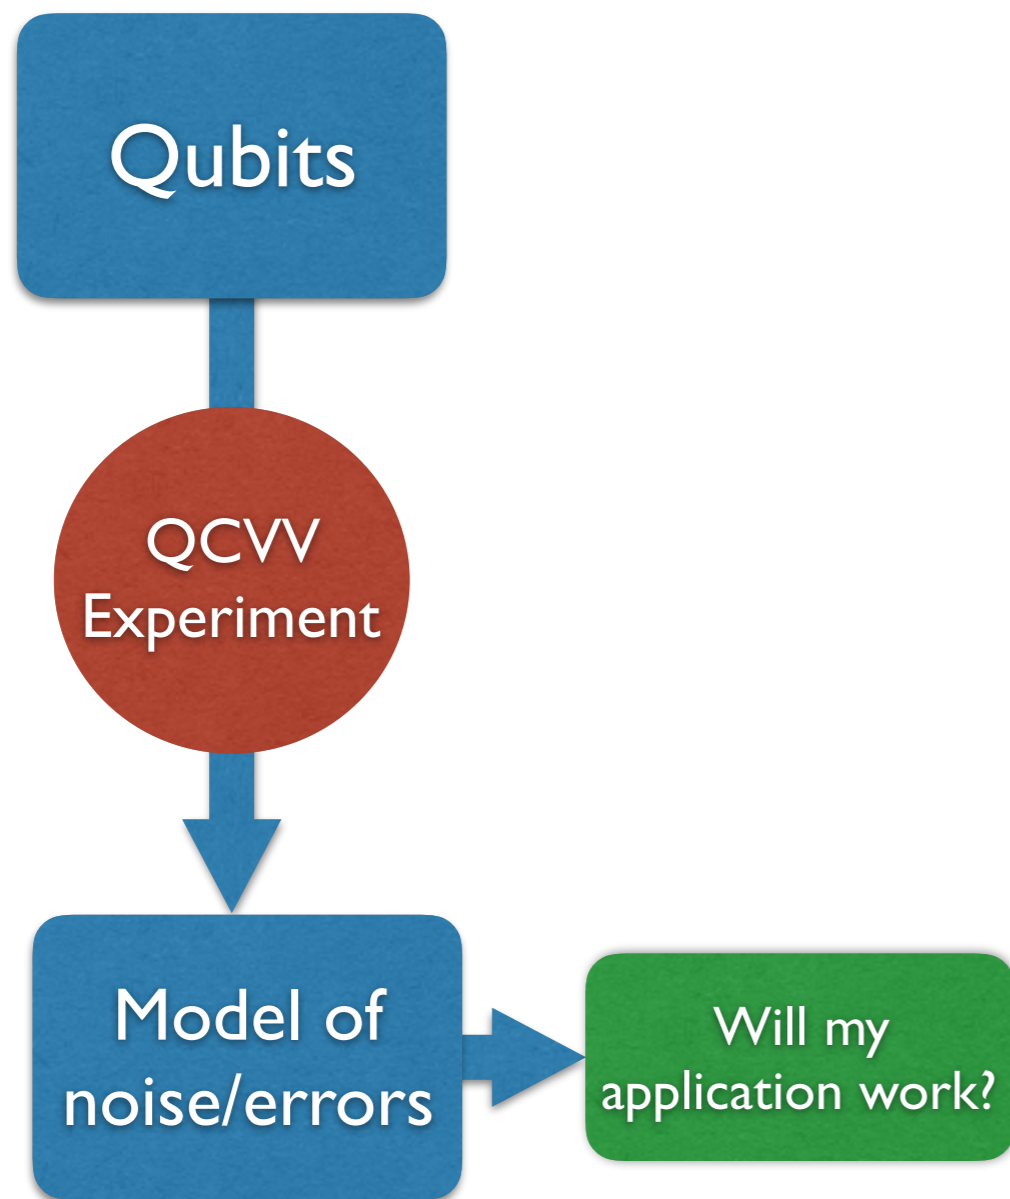 Qubits
QCVV
Experiment
Model of
noise/errors
Will my
application work?